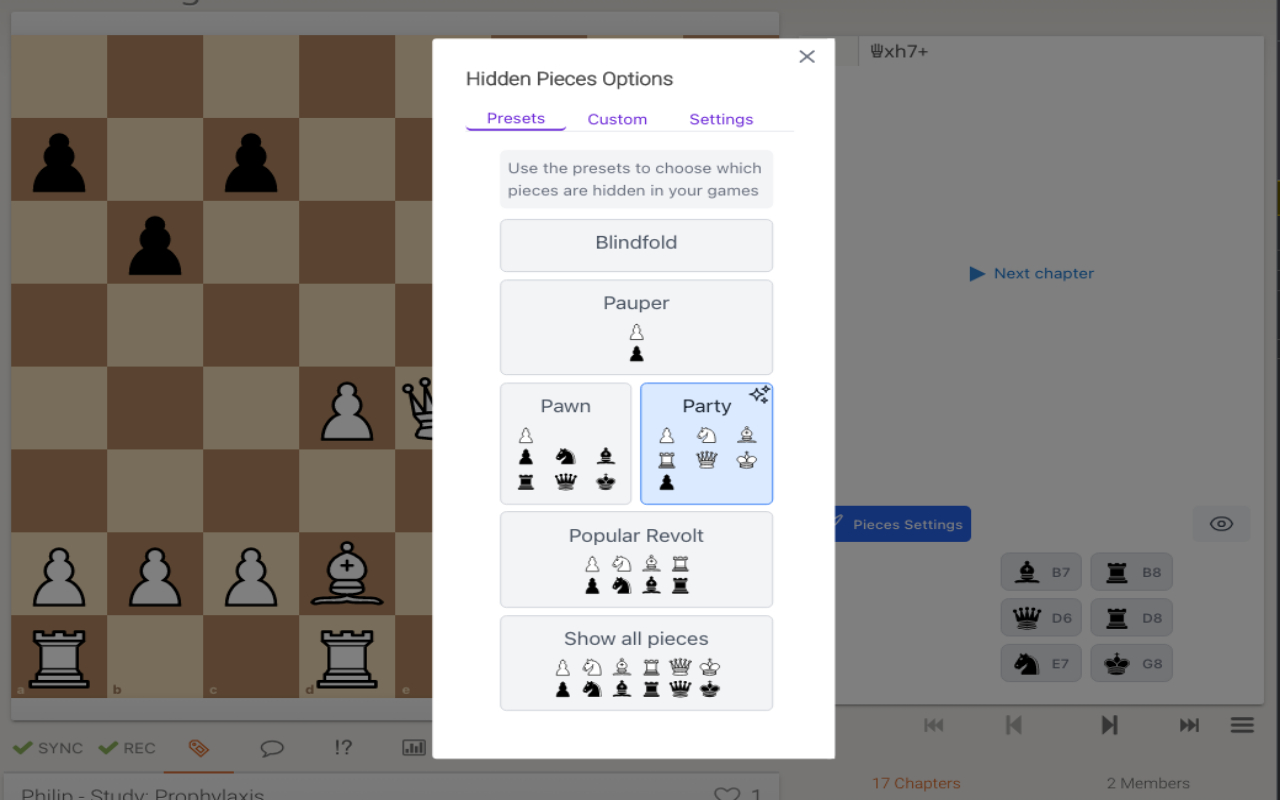 ♕xh7+
Hidden Pieces Options
Presets Custom Settings
Use the presets to choose which
pieces are hidden in your games
Blindfold
Pauper
Next chapter
Pawn
Party
Pieces Settings
Popular Revolt
B7 B8
D6 D8
Show all pieces
E7 G8
a b c d e
SYNC REC !?
17 Chapters 2 Members
Philip - Study: Prophylaxis 1